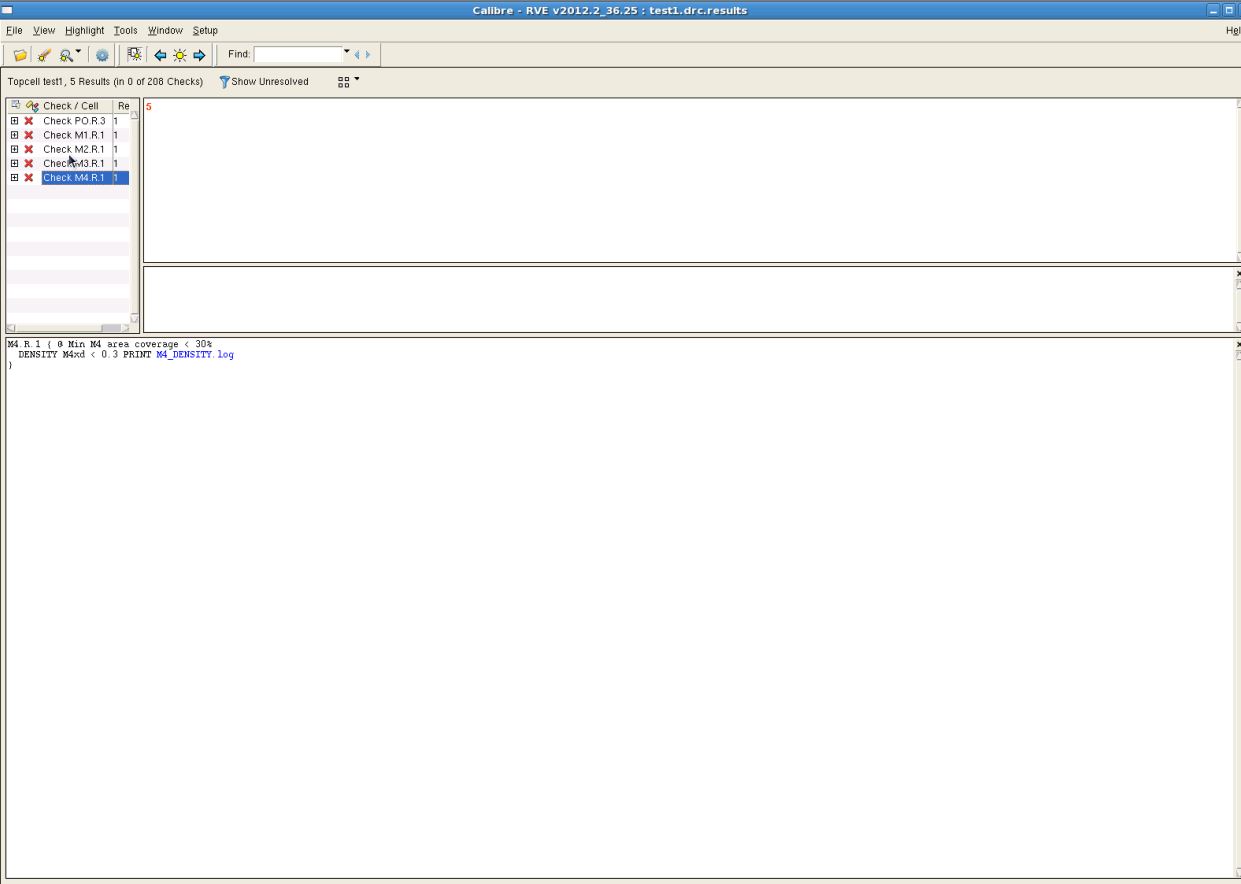 Calibre - RVE v2012.2_36.25 : test1.drc.results
File View Highlight Tools Window Setup Hel
Find:
Topcell test1, 5 Results (in 0 of 208 Checks) Show Unresolved
Check / Cell Re
Check PO.R.3 1
Check M1.R.1 1
Check M2.R.1 1
Check M3.R.1 1
Check M4.R.1 1
5
M4.R.1 { @ Min M4 area coverage < 30%
DENSITY M4xd < 0.3 PRINT M4_DENSITY.log
}